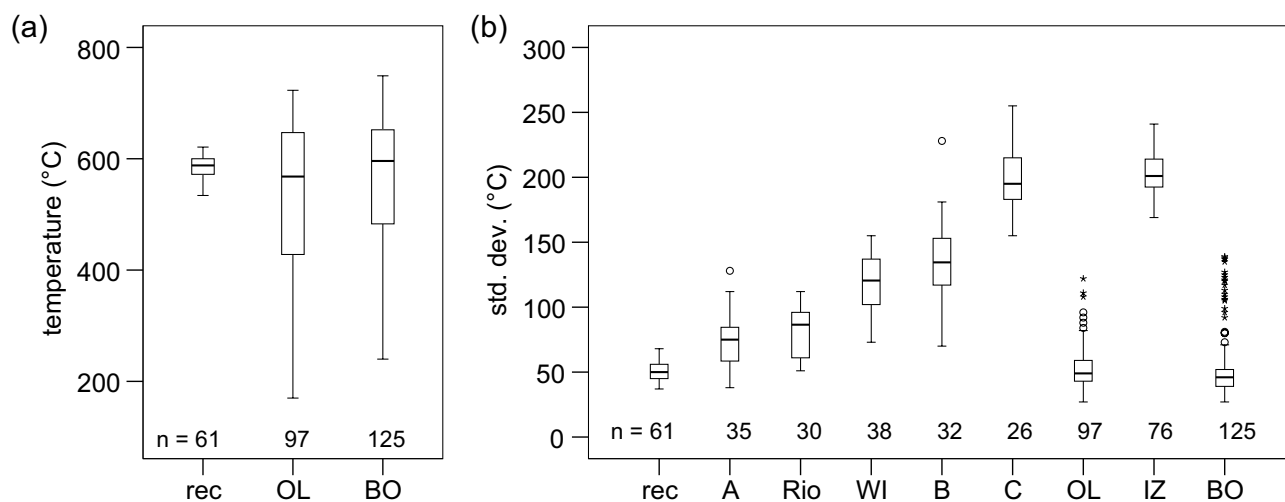 (a)
800
600
400
200
temperature (°C)
n = 61 97 125
rec OL BO
(b)
300
250
200
150
100
50
0
std. dev. (°C)
n = 61 35 30 38 32 26 97 76 125
rec A Rio WI B C OL IZ BO